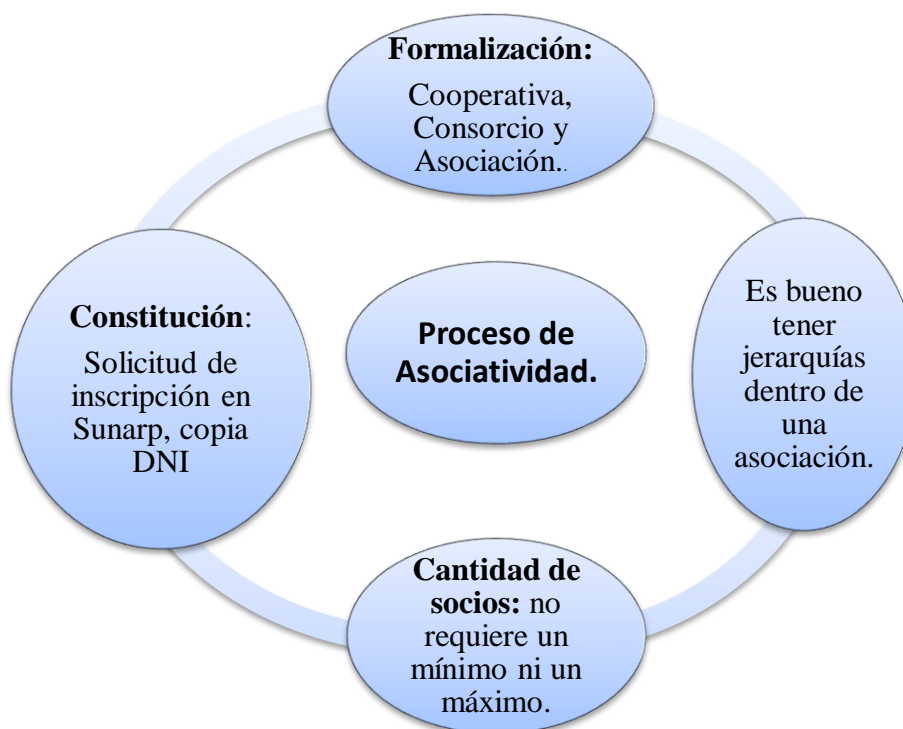 Formalización:
Cooperativa,
Consorcio y
Asociación..
Es bueno
tener
jerarquías
dentro de
una
asociación.
Cantidad de
socios: no
requiere un
mínimo ni un
máximo.
Constitución:
Solicitud de
inscripción en
Sunarp, copia
DNI
Proceso de
Asociatividad.